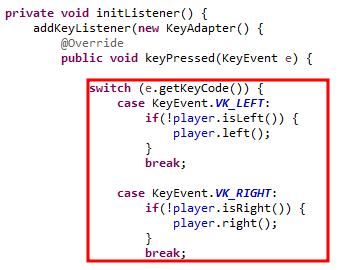 private void initListener() {
addKeyListener(new KeyAdapter() {
@Override
public void keyPressed(KeyEvent e) {
switch (e.getKeyCode()) {
case KeyEvent.VK_LEFT:
if(!player.isLeft()) {
player.left();
}
break;
case KeyEvent.VK_RIGHT:
if(!player.isRight()) {
player.right();
}
break;